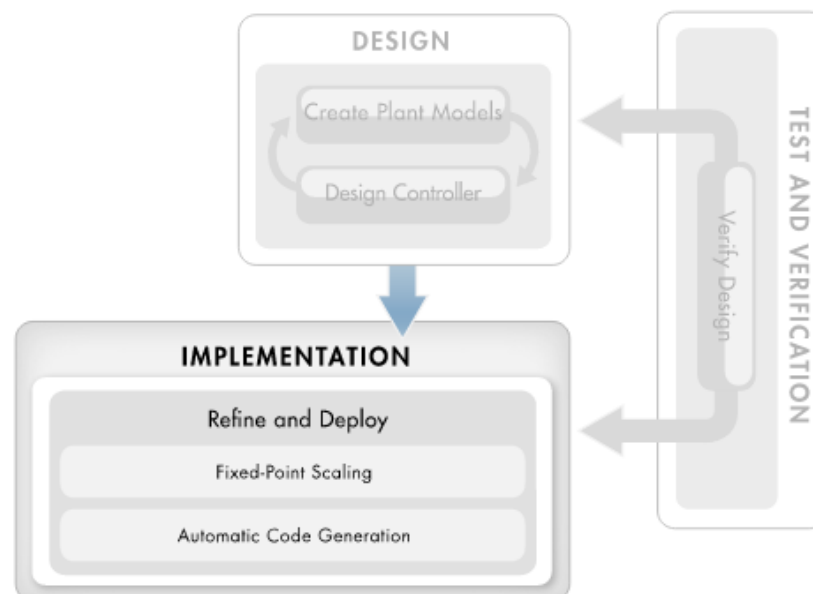 DESIGN
Create Plant Models
Design Controller
TEST AND VERIFICATION
Verify Design
IMPLEMENTATION
Refine and Deploy
Fixed-Point Scaling
Automatic Code Generation